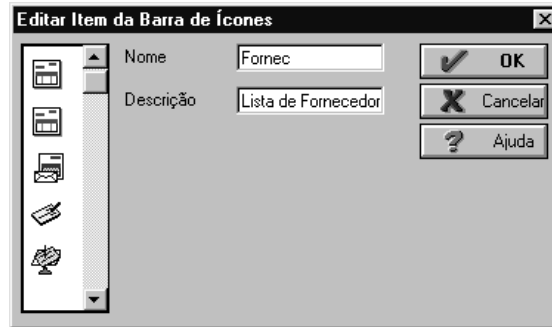 Editar Item da Barra de Ícones
Nome
Fornec
OK
Descrição
Lista de Fornecedor
Cancelar
Ajuda